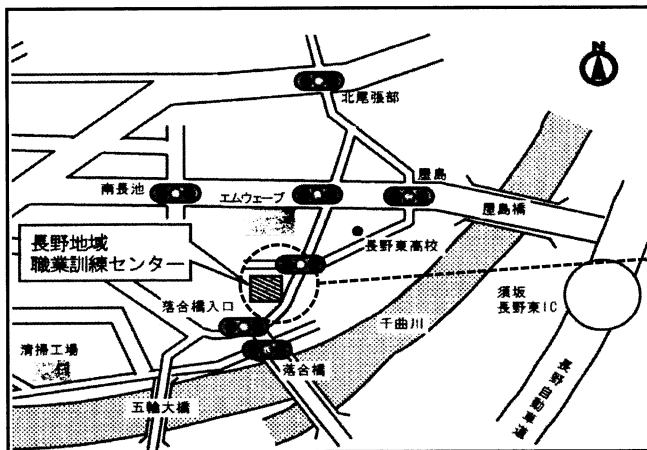 N
北尾張部
屋島
南長池
エムウェーブ
屋島橋
長野東高校
長野地域
職業訓練センター
須坂
長野東IC
落合橋入口
千曲川
清掃工場
落合橋
五輪大橋
長野自動車道